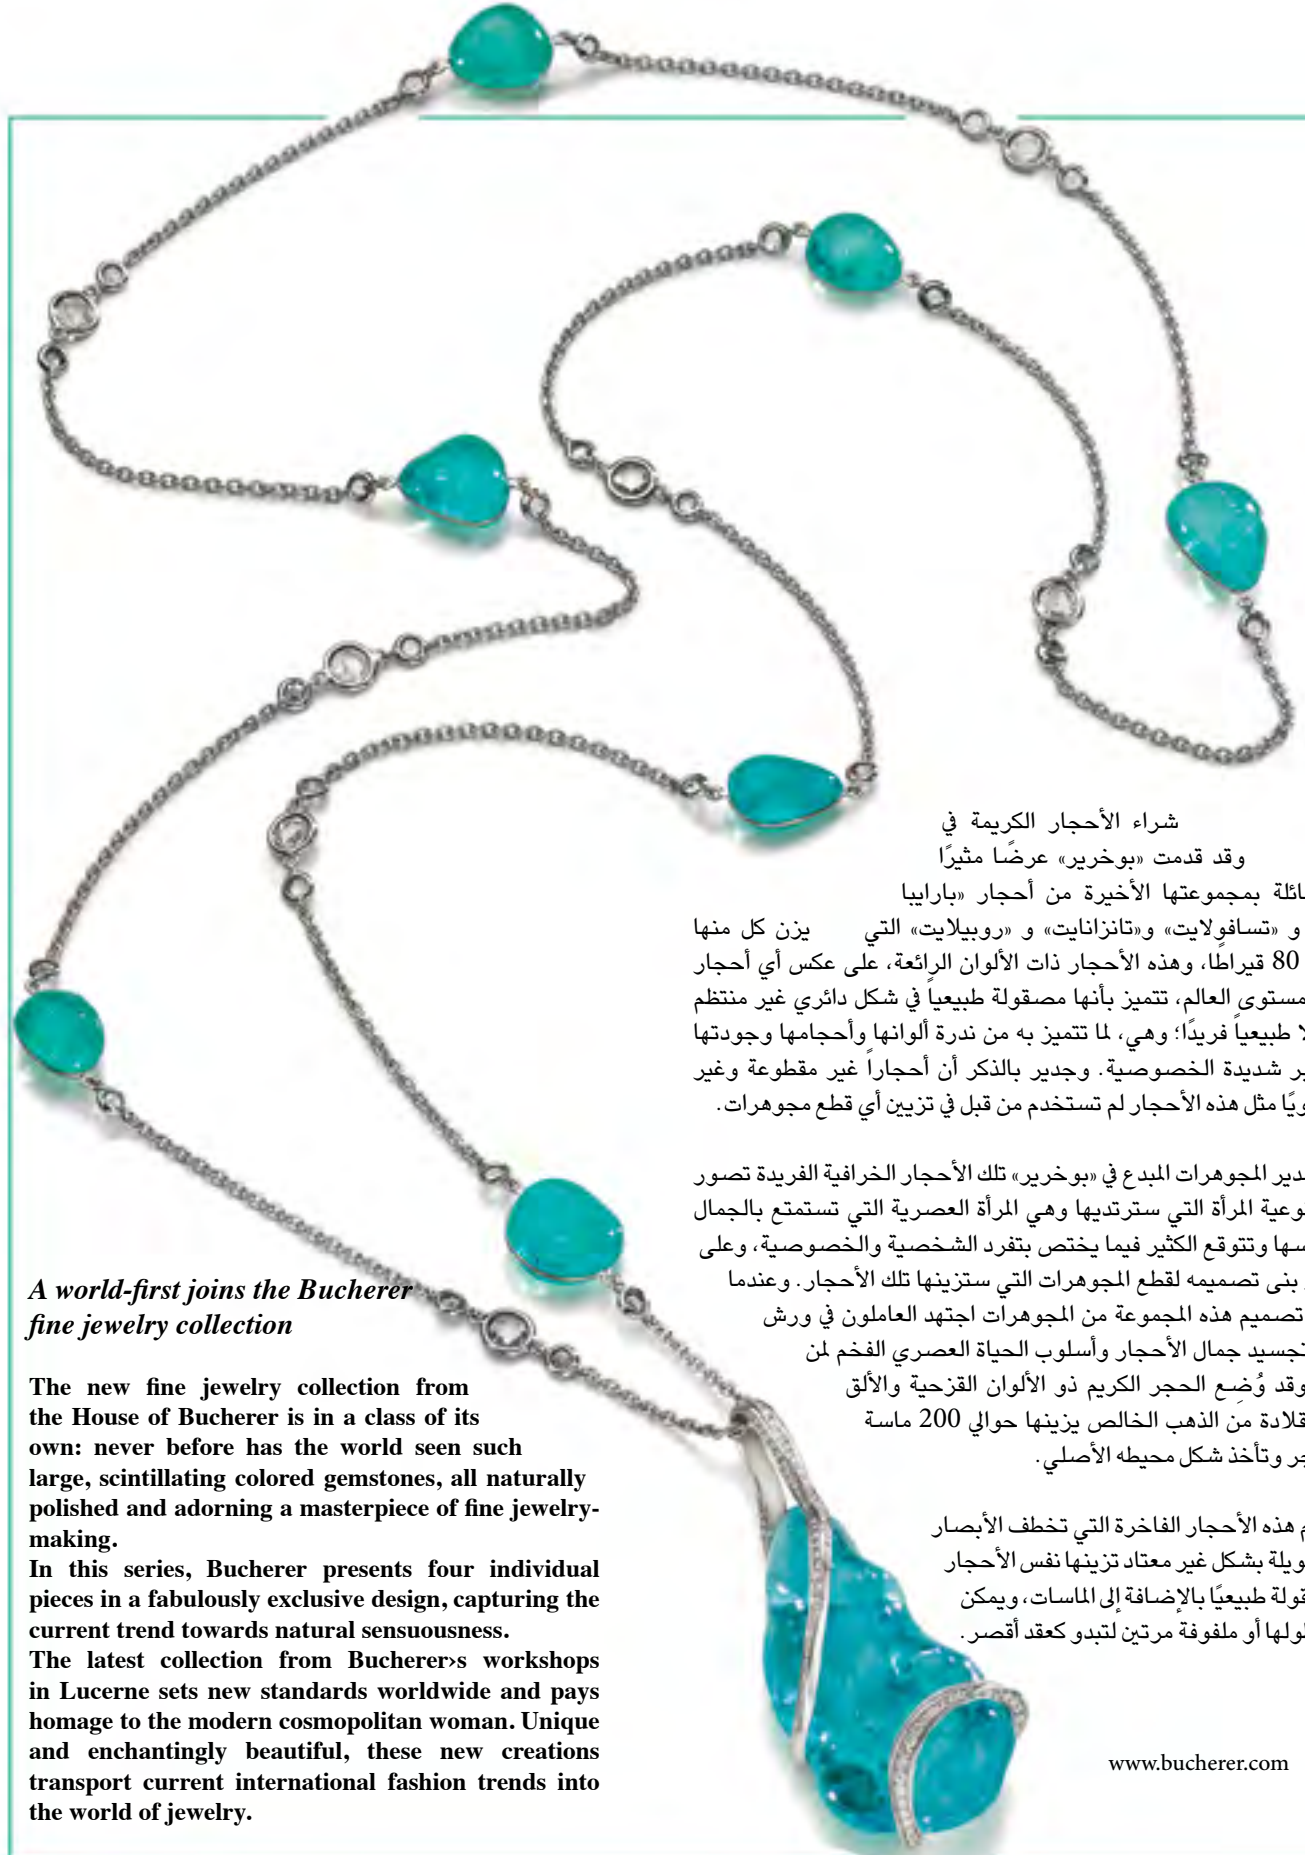 شراء الأحجار الكريمة في
وقد قدمت «بوخرير» عرضًا مثيرًا
بمجموعتها الأخيرة من أحجار «بارايبا
و «تسافولايت» و«تانزانايت» و «روبيلايت» التي يزن كل منها
80 قيراطًا، وهذه الأحجار ذات الألوان الرائعة، على عكس أي أحجار
مستوى العالم، تتميز بأنها مصقولة طبيعياً في شكل دائري غير منتظم
طبيعياً فريدًا؛ وهي، لما تتميز به من ندرة ألوانها وأحجامها وجودتها
شديدة الخصوصية. وجدير بالذكر أن أحجاراً غير مقطوعة وغير
مثل هذه الأحجار لم تستخدم من قبل في تزيين أي قطع مجوهرات.
المجوهرات المبدع في «بوخرير» تلك الأحجار الخرافية الفريدة تصور
المرأة التي سترتديها وهي المرأة العصرية التي تستمتع بالجمال
وتتوقع الكثير فيما يختص بتفرد الشخصية والخصوصية، وعلى
بنى تصميمه لقطع المجوهرات التي ستزينها تلك الأحجار. وعندما
تصميم هذه المجموعة من المجوهرات اجتهد العاملون في ورش
تجسيد جمال الأحجار وأسلوب الحياة العصري الفخم لمن
وقد وُضِع الحجر الكريم ذو الألوان القزحية والألق
قلادة من الذهب الخالص يزينها حوالي 200 ماسة
وتأخذ شكل محيطه الأصلي.
هذه الأحجار الفاخرة التي تخطف الأبصار
بشكل غير معتاد تزينها نفس الأحجار
طبيعيًا بالإضافة إلى الماسات، ويمكن
أو ملفوفة مرتين لتبدو كعقد أقصر.
A world-first joins the Bucherer
fine jewelry collection
The new fine jewelry collection from
the House of Bucherer is in a class of its
own: never before has the world seen such
large, scintillating colored gemstones, all naturally
polished and adorning a masterpiece of fine jewelry-
making.
In this series, Bucherer presents four individual
pieces in a fabulously exclusive design, capturing the
current trend towards natural sensuousness.
The latest collection from Bucherer›s workshops
in Lucerne sets new standards worldwide and pays
homage to the modern cosmopolitan woman. Unique
and enchantingly beautiful, these new creations
transport current international fashion trends into
the world of jewelry.
www.bucherer.com